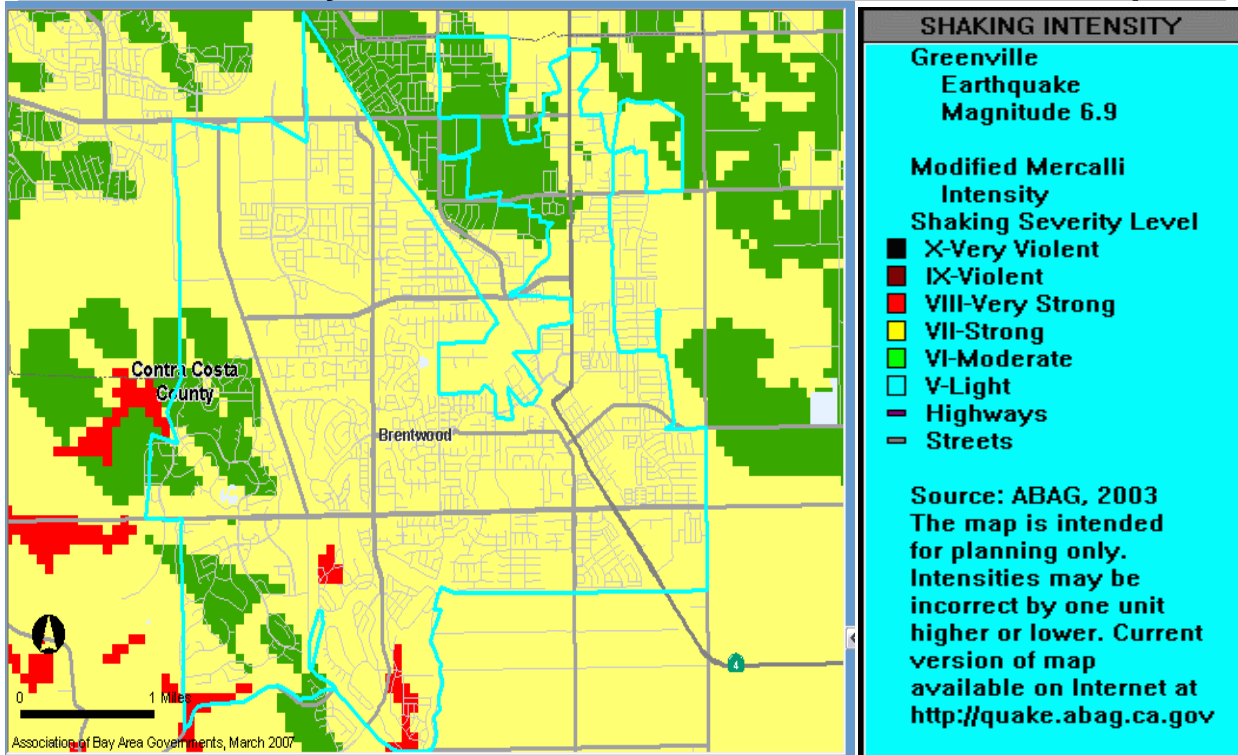 Contra Costa
County
Brentwood
4
0 1 Miles
Association of Bay Area Governments, March 2007
SHAKING INTENSITY
Greenville
Earthquake
Magnitude 6.9
Modified Mercalli
Intensity
Shaking Severity Level
X-Very Violent
IX-Violent
VIII-Very Strong
VII-Strong
VI-Moderate
V-Light
Highways
Streets
Source: ABAG, 2003
The map is intended
for planning only.
Intensities may be
incorrect by one unit
higher or lower. Current
version of map
available on Internet at
http://quake.abag.ca.gov